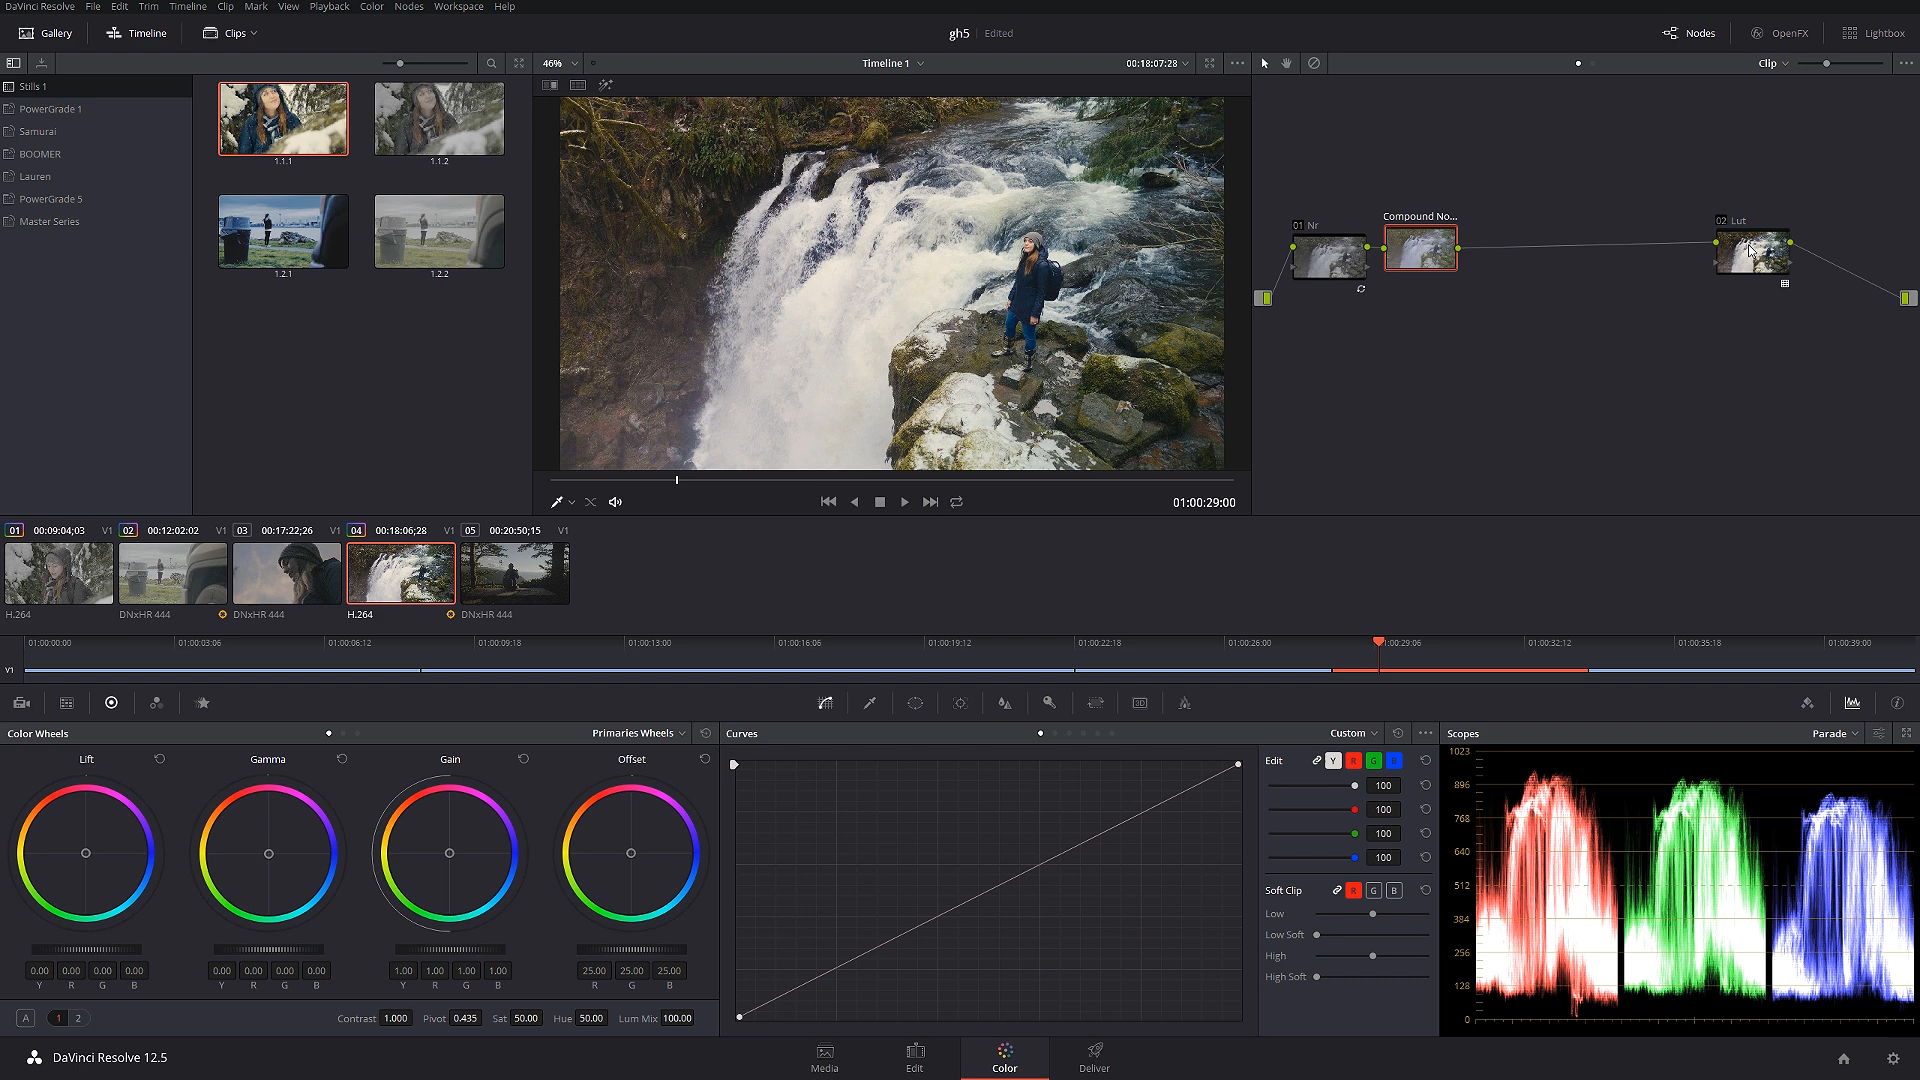 DaVinci Resolve File Edit Trim Timeline Clip Mark View Playback Color Nodes Workspace Help
Gallery Timeline Clips gh5 Edited Nodes OpenFX Lightbox
46% Timeline 1 00:18:07:28 Clip
Stills 1
PowerGrade 1
Samurai
BOOMER
Lauren
PowerGrade 5
Master Series
1.1.1 1.1.2
1.2.1 1.2.2
01 Nr Compound No... 02 Lut
01:00:29:00
01 00:09:04;03 V1 02 00:12:02:02 V1 03 00:17:22;26 V1 04 00:18:06;28 V1 05 00:20:50;15 V1
H.264 DNxHR 444 DNxHR 444 H.264 DNxHR 444
01:00:00:00 01:00:03:06 01:00:06:12 01:00:09:18 01:00:13:00 01:00:16:06 01:00:19:12 01:00:22:18 01:00:26:00 :00:29:06 01:00:32:12 01:00:35:18 01:00:39:00
V1
3D
Color Wheels Primaries Wheels
Lift Gamma Gain Offset
0.00 0.00 0.00 0.00 0.00 0.00 0.00 0.00 1.00 1.00 1.00 1.00 25.00 25.00 25.00
Y R G B Y R G B Y R G B R G B
A 1 2 Contrast 1.000 Pivot 0.435 Sat 50.00 Hue 50.00 Lum Mix 100.00
Curves Custom
Edit Y R G B
100
100
100
100
Soft Clip R G B
Low
Low Soft
High
High Soft
Scopes Parade
1023
896
768
640
512
384
256
128
0
DaVinci Resolve 12.5 Media Edit Color Deliver